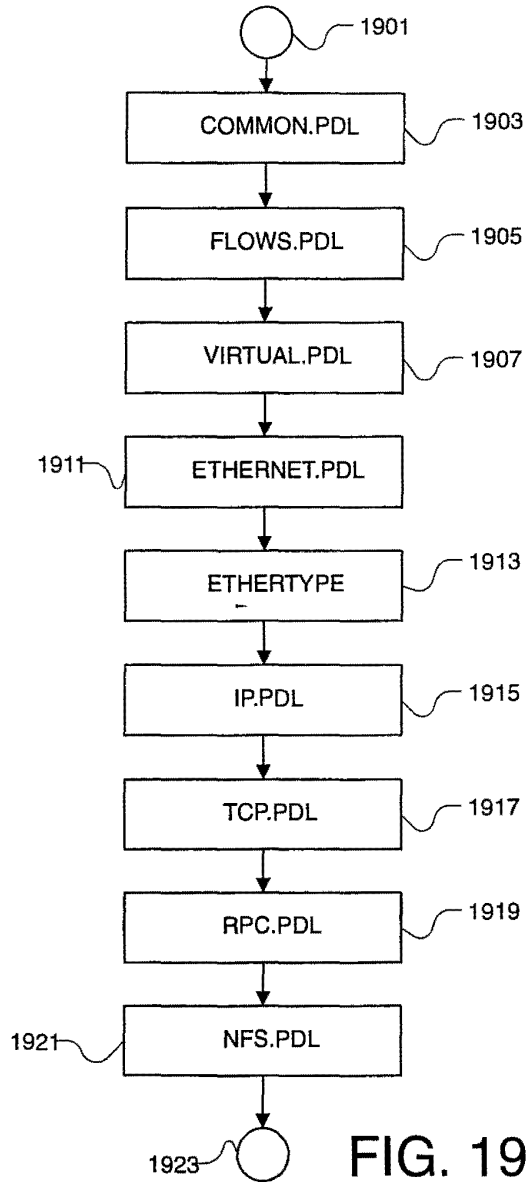 1901
COMMON.PDL 1903
FLOWS.PDL 1905
VIRTUAL.PDL 1907
1911 ETHERNET.PDL
ETHERTYPE 1913
IP.PDL 1915
TCP.PDL 1917
RPC.PDL 1919
1921 NFS.PDL
1923
FIG. 19